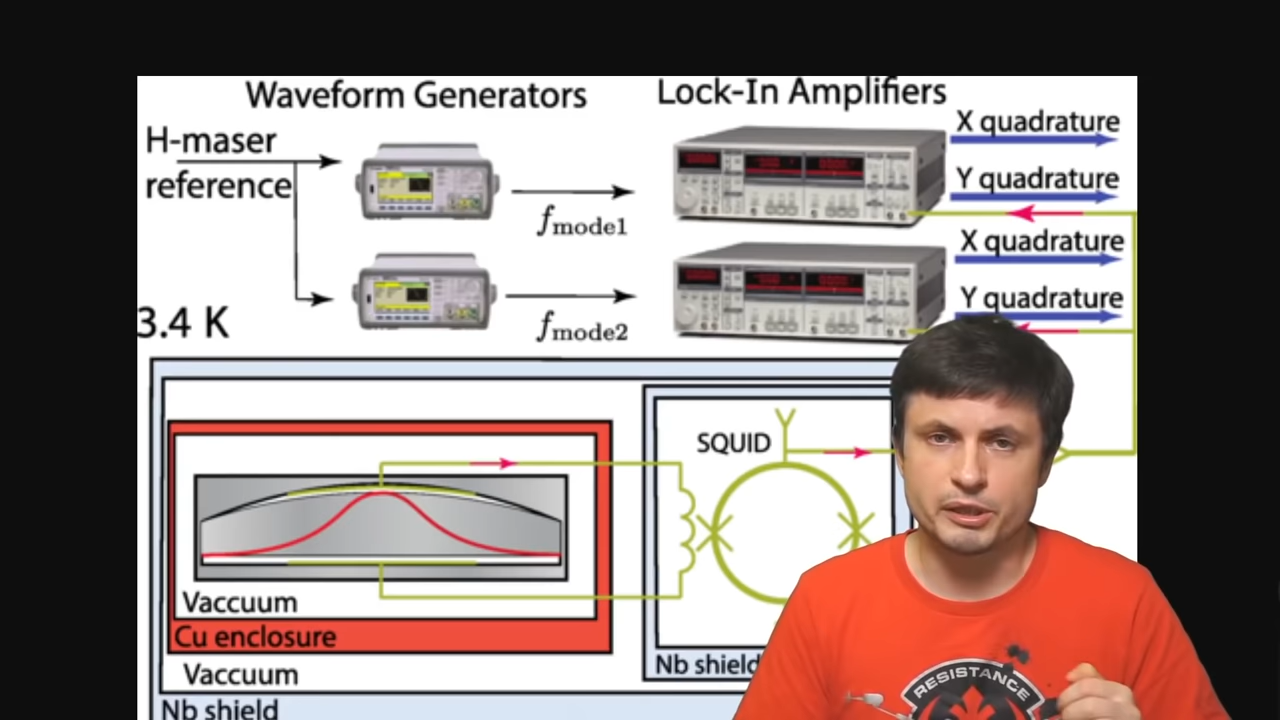 Waveform Generators
Lock-In Amplifiers
H-maser
reference
X quadrature
Y quadrature
fmode1
X quadrature
Y quadrature
fmode2
3.4 K
SQUID
Vaccuum
Cu enclosure
Vaccuum
Nb shield
Nb shield
RESISTANCE